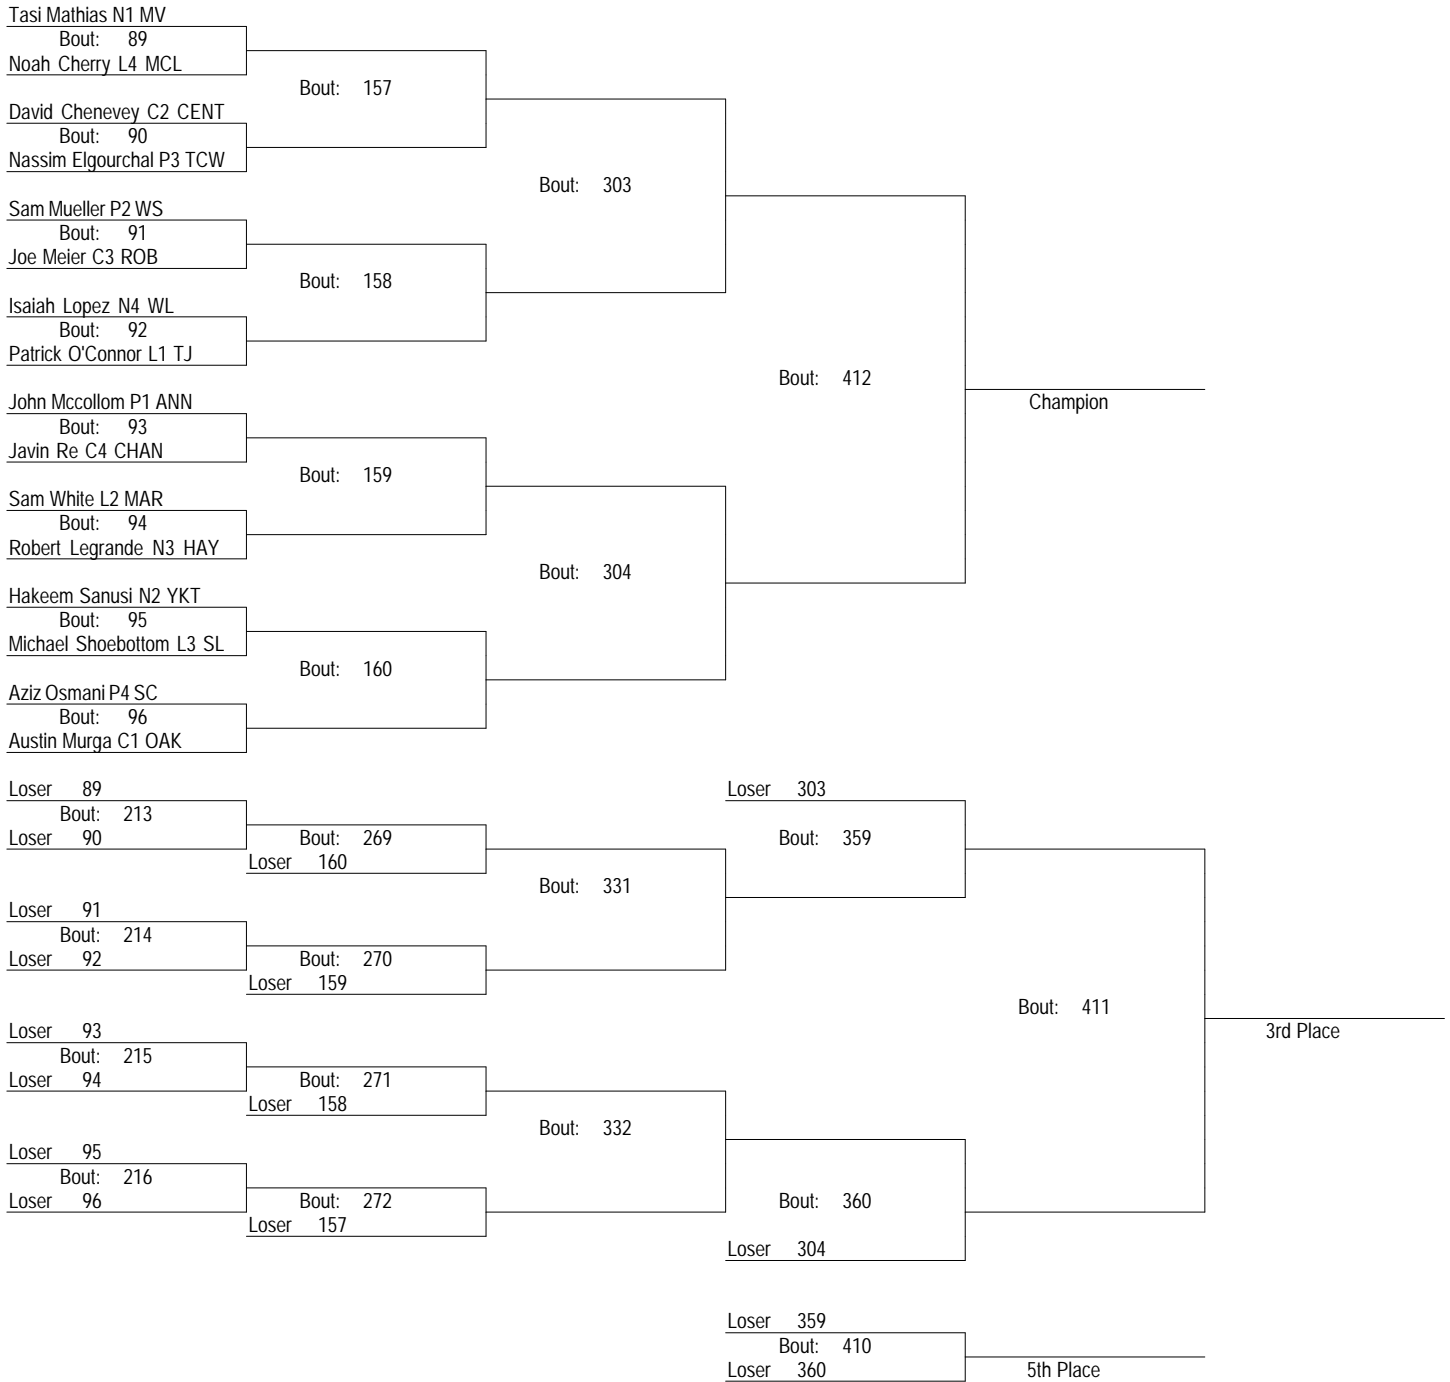 Tasi Mathias N1 MV
Bout: 89
Noah Cherry L4 MCL
Bout: 157
David Chenevey C2 CENT
Bout: 90
Nassim Elgourchal P3 TCW
Bout: 303
Sam Mueller P2 WS
Bout: 91
Joe Meier C3 ROB
Bout: 158
Isaiah Lopez N4 WL
Bout: 92
Patrick O'Connor L1 TJ
Bout: 412
Champion
John Mccollom P1 ANN
Bout: 93
Javin Re C4 CHAN
Bout: 159
Sam White L2 MAR
Bout: 94
Robert Legrande N3 HAY
Bout: 304
Hakeem Sanusi N2 YKT
Bout: 95
Michael Shoebottom L3 SL
Bout: 160
Aziz Osmani P4 SC
Bout: 96
Austin Murga C1 OAK
Loser 89
Bout: 213
Loser 90
Bout: 269
Loser 160
Loser 303
Bout: 359
Bout: 331
Loser 91
Bout: 214
Loser 92
Bout: 270
Loser 159
Bout: 411
3rd Place
Loser 93
Bout: 215
Loser 94
Bout: 271
Loser 158
Bout: 332
Loser 95
Bout: 216
Loser 96
Bout: 272
Loser 157
Bout: 360
Loser 304
Loser 359
Bout: 410
Loser 360
5th Place